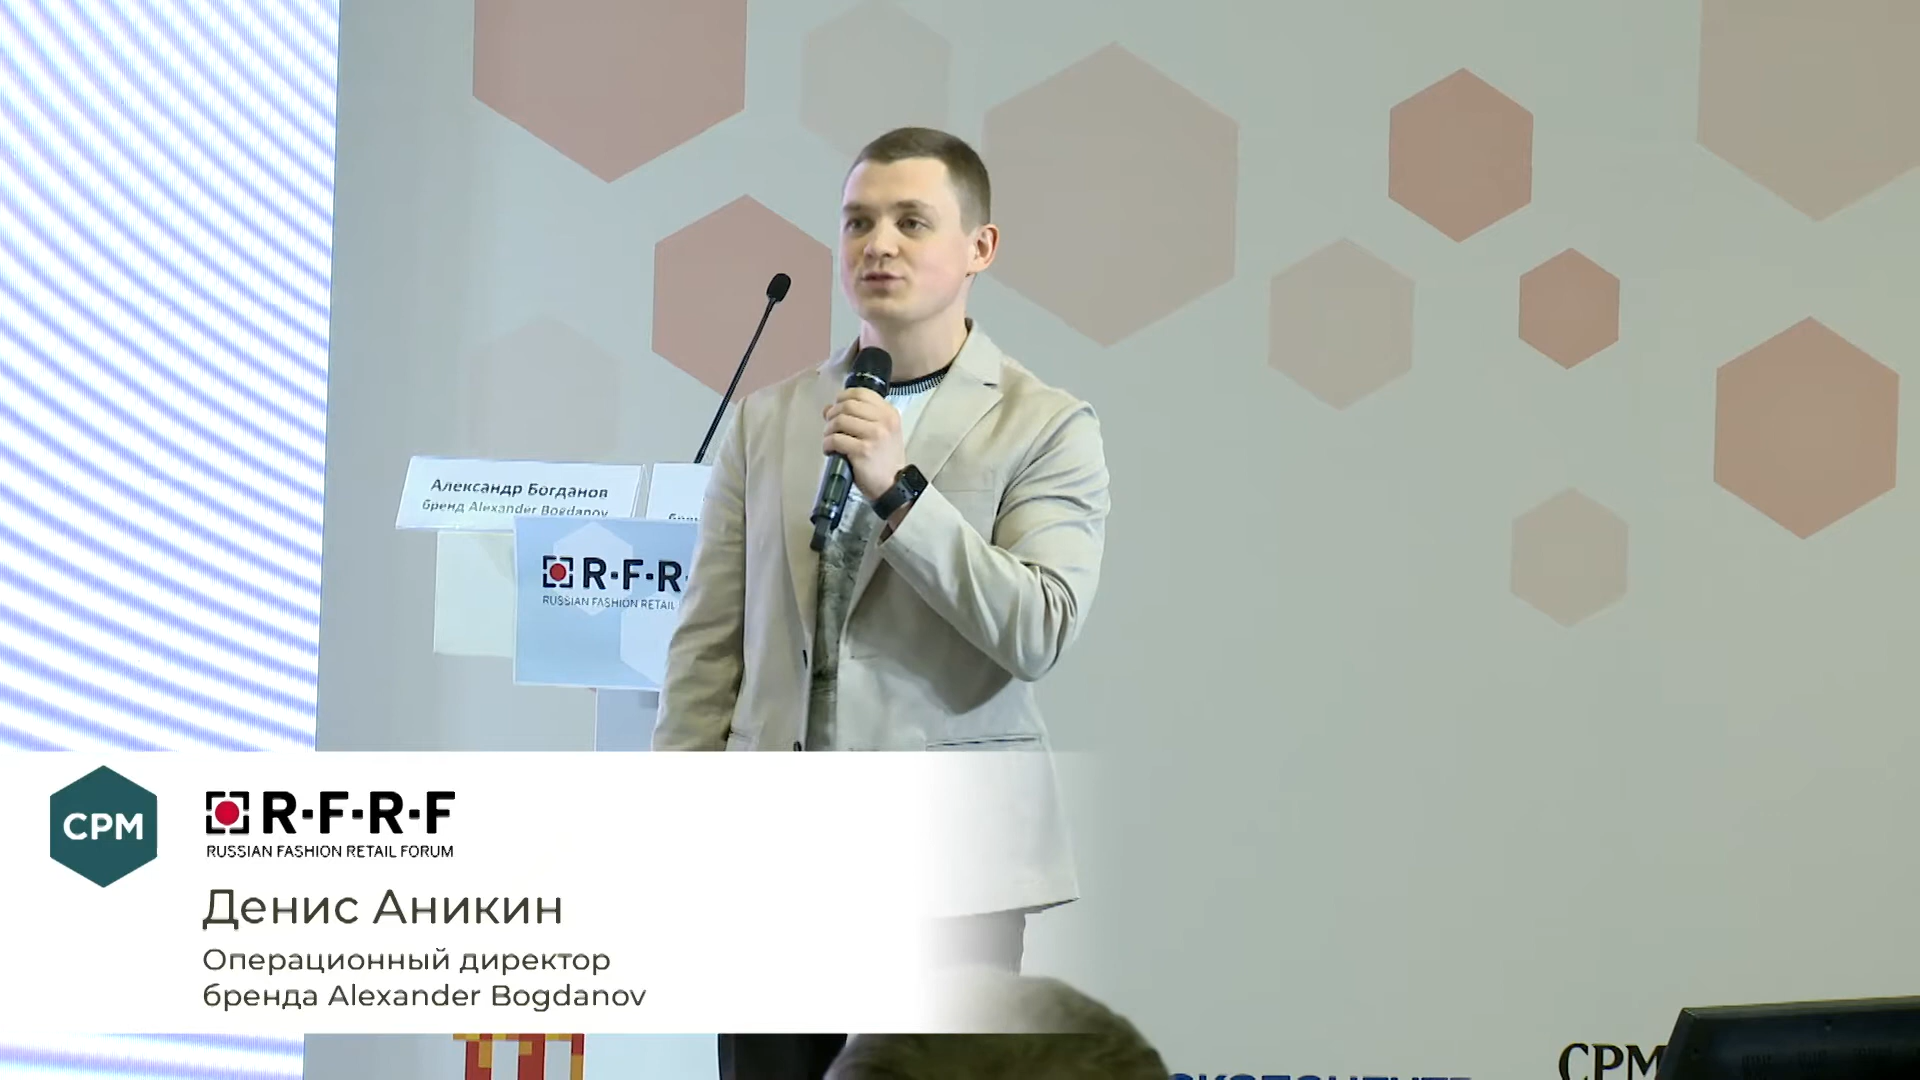 Александр Богданов
бренд Alexander Bogdanov
R·F·R
RUSSIAN FASHION RETAIL
CPM
R·F·R·F
RUSSIAN FASHION RETAIL FORUM
Денис Аникин
Операционный директор
бренда Alexander Bogdanov
CPM